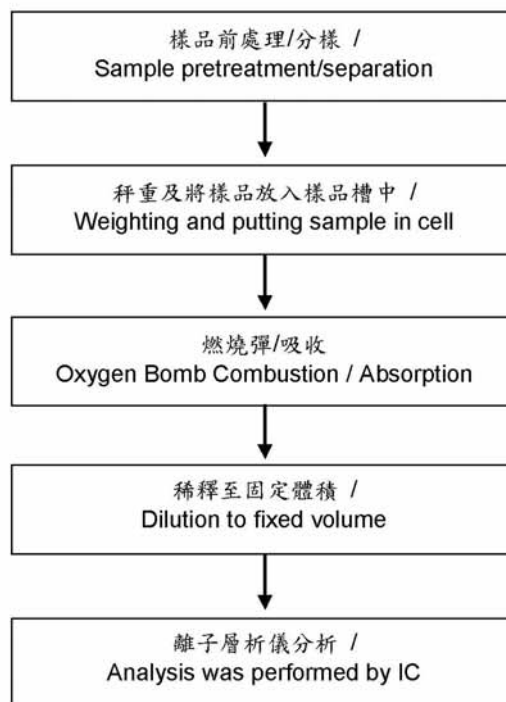 樣品前處理/分樣 /
Sample pretreatment/separation
秤重及將樣品放入樣品槽中 /
Weighting and putting sample in cell
燃燒彈/吸收
Oxygen Bomb Combustion / Absorption
稀釋至固定體積 /
Dilution to fixed volume
離子層析儀分析 /
Analysis was performed by IC